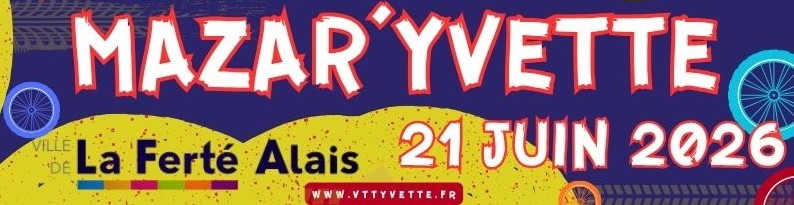 MAZAR'YVETTE
21 JUIN 2026
VILLE
DE La Ferté Alais
WWW.VTTYVETTE.FR